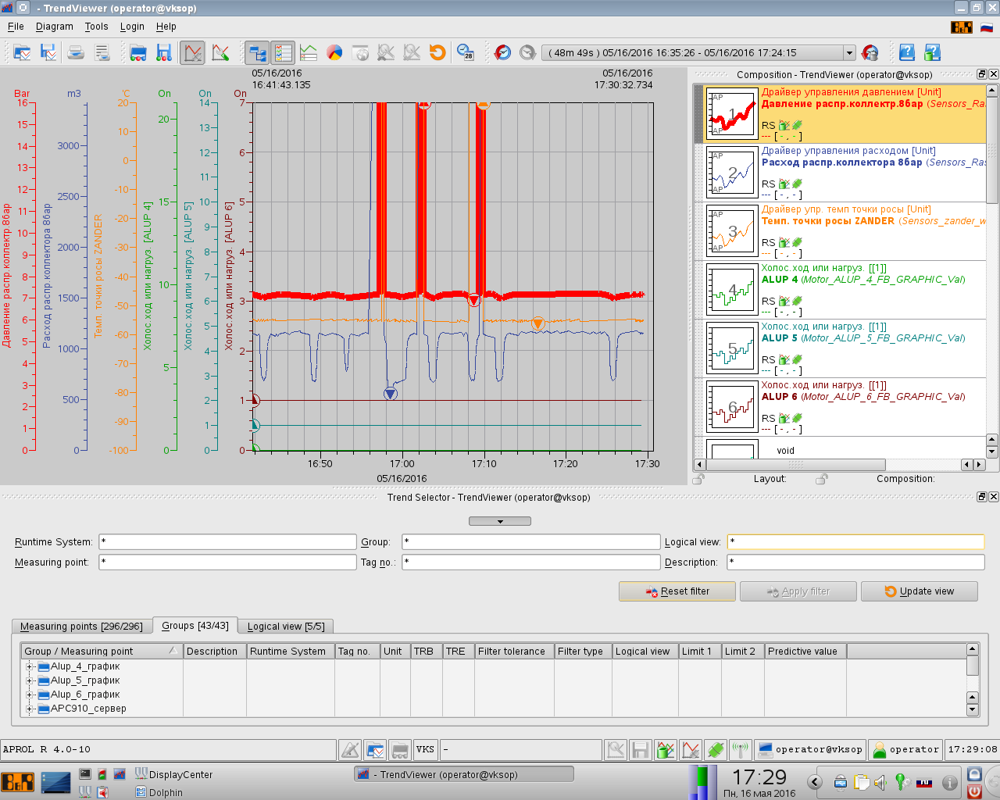 - TrendViewer (operator@vksop)
File Diagram Tools Login Help
( 48m 49s ) 05/16/2016 16:35:26 - 05/16/2016 17:24:15
05/16/2016
16:41:43.135
05/16/2016
17:30:32.734
Bar m3 °C On On On
16
15
14
13
12
11
10
9
8
7
6
5
4
3
2
1
0
Давление распр.коллектр.8бар
3000
2500
2000
1500
1000
500
0
Расход распр.коллектора 8бар
20
10
0
-10
-20
-30
-40
-50
-60
-70
-80
-90
-100
Темп. точки росы ZANDER
20
15
10
5
0
Холос.ход или нагруз. [ALUP 4]
14
13
12
11
10
9
8
7
6
5
4
3
2
1
0
Холос.ход или нагруз. [ALUP 5]
7
6
5
4
3
2
1
0
Холос.ход или нагруз. [ALUP 6]
16:50 17:00 17:10 17:20 17:30
05/16/2016
Composition - TrendViewer (operator@vksop)
AP
1
AP
Драйвер управления давлением [Unit]
Давление распр.коллектр.8бар (Sensors_Ras
RS
--- [ - , - ]
AP
2
AP
Драйвер управления расходом [Unit]
Расход распр.коллектора 8бар (Sensors_Ras
RS
--- [ - , - ]
AP
3
AP
Драйвер упр. темп точки росы [Unit]
Темп. точки росы ZANDER (Sensors_zander_w
RS
--- [ - , - ]
4
Холос.ход или нагруз. [[1]]
ALUP 4 (Motor_ALUP_4_FB_GRAPHIC_Val)
RS
--- [ - , - ]
5
Холос.ход или нагруз. [[1]]
ALUP 5 (Motor_ALUP_5_FB_GRAPHIC_Val)
RS
--- [ - , - ]
6
Холос.ход или нагруз. [[1]]
ALUP 6 (Motor_ALUP_6_FB_GRAPHIC_Val)
RS
--- [ - , - ]
void
Layout: Composition:
Trend Selector - TrendViewer (operator@vksop)
Runtime System: * Group: * Logical view: *
Measuring point: * Tag no.: * Description: *
Reset filter Apply filter Update view
Measuring points [296/296] Groups [43/43] Logical view [5/5]
Group / Measuring point Description Runtime System Tag no. Unit TRB TRE Filter tolerance Filter type Logical view Limit 1 Limit 2 Predictive value
Alup_4_график
Alup_5_график
Alup_6_график
APC910_сервер
APROL R 4.0-10 VKS - operator@vksop operator 17:29:08
DisplayCenter
Dolphin
- TrendViewer (operator@vksop)
17:29
Пн, 16 мая 2016
ru